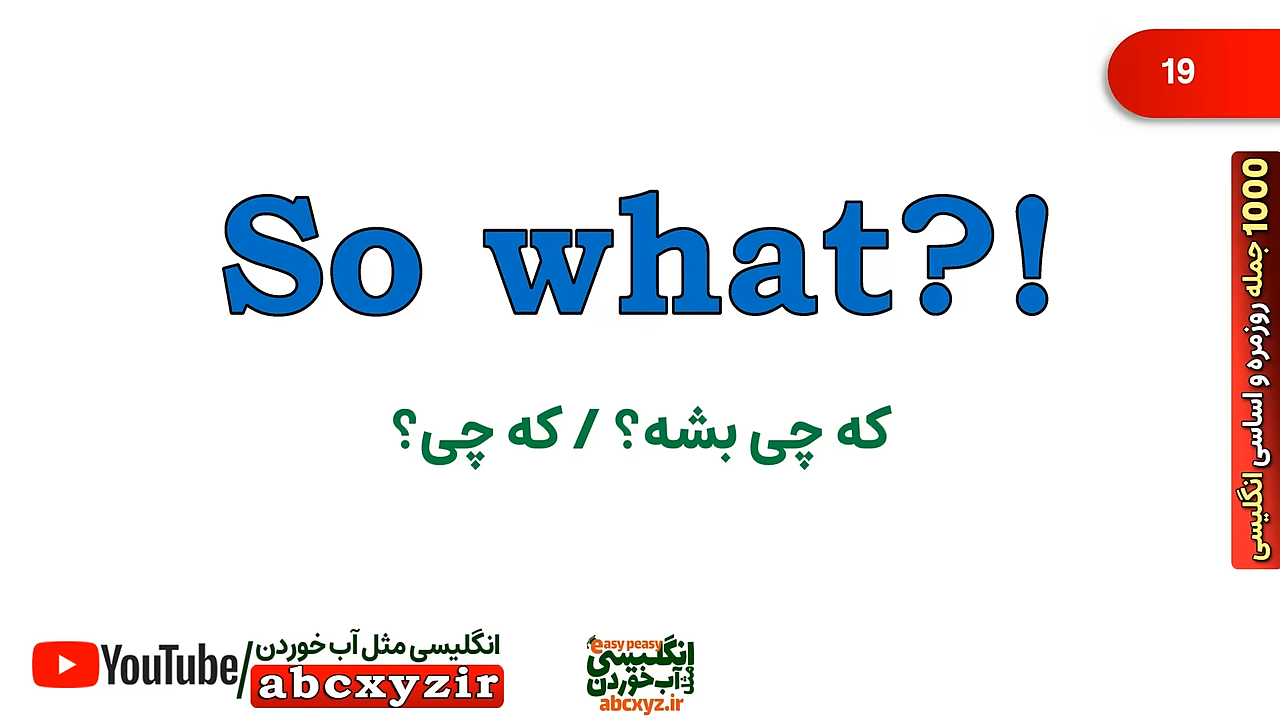 19
So what?!
که چی بشه؟ / که چی؟
1000 جمله روزمره و اساسی انگلیسی
YouTube/
انگلیسی مثل آب خوردن
abcxyzir
easy peasy
انگلیسی
مثل آب خوردن
abcxyz.ir